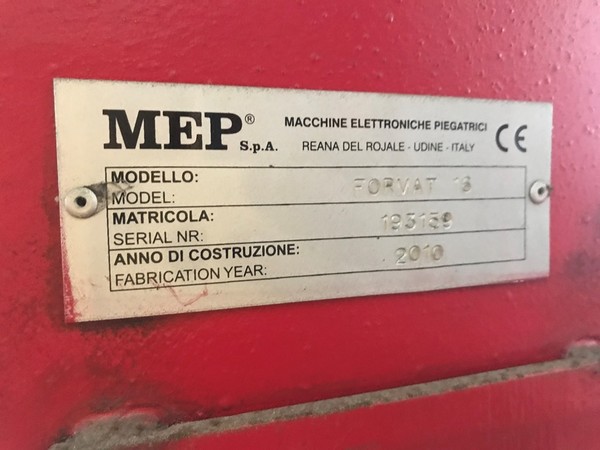 MEP® S.p.A.
MACCHINE ELETTRONICHE PIEGATRICI
REANA DEL ROJALE - UDINE - ITALY
CE
MODELLO:
MODEL:
FORVAT 16
MATRICOLA:
SERIAL NR:
193159
ANNO DI COSTRUZIONE:
FABRICATION YEAR:
2010